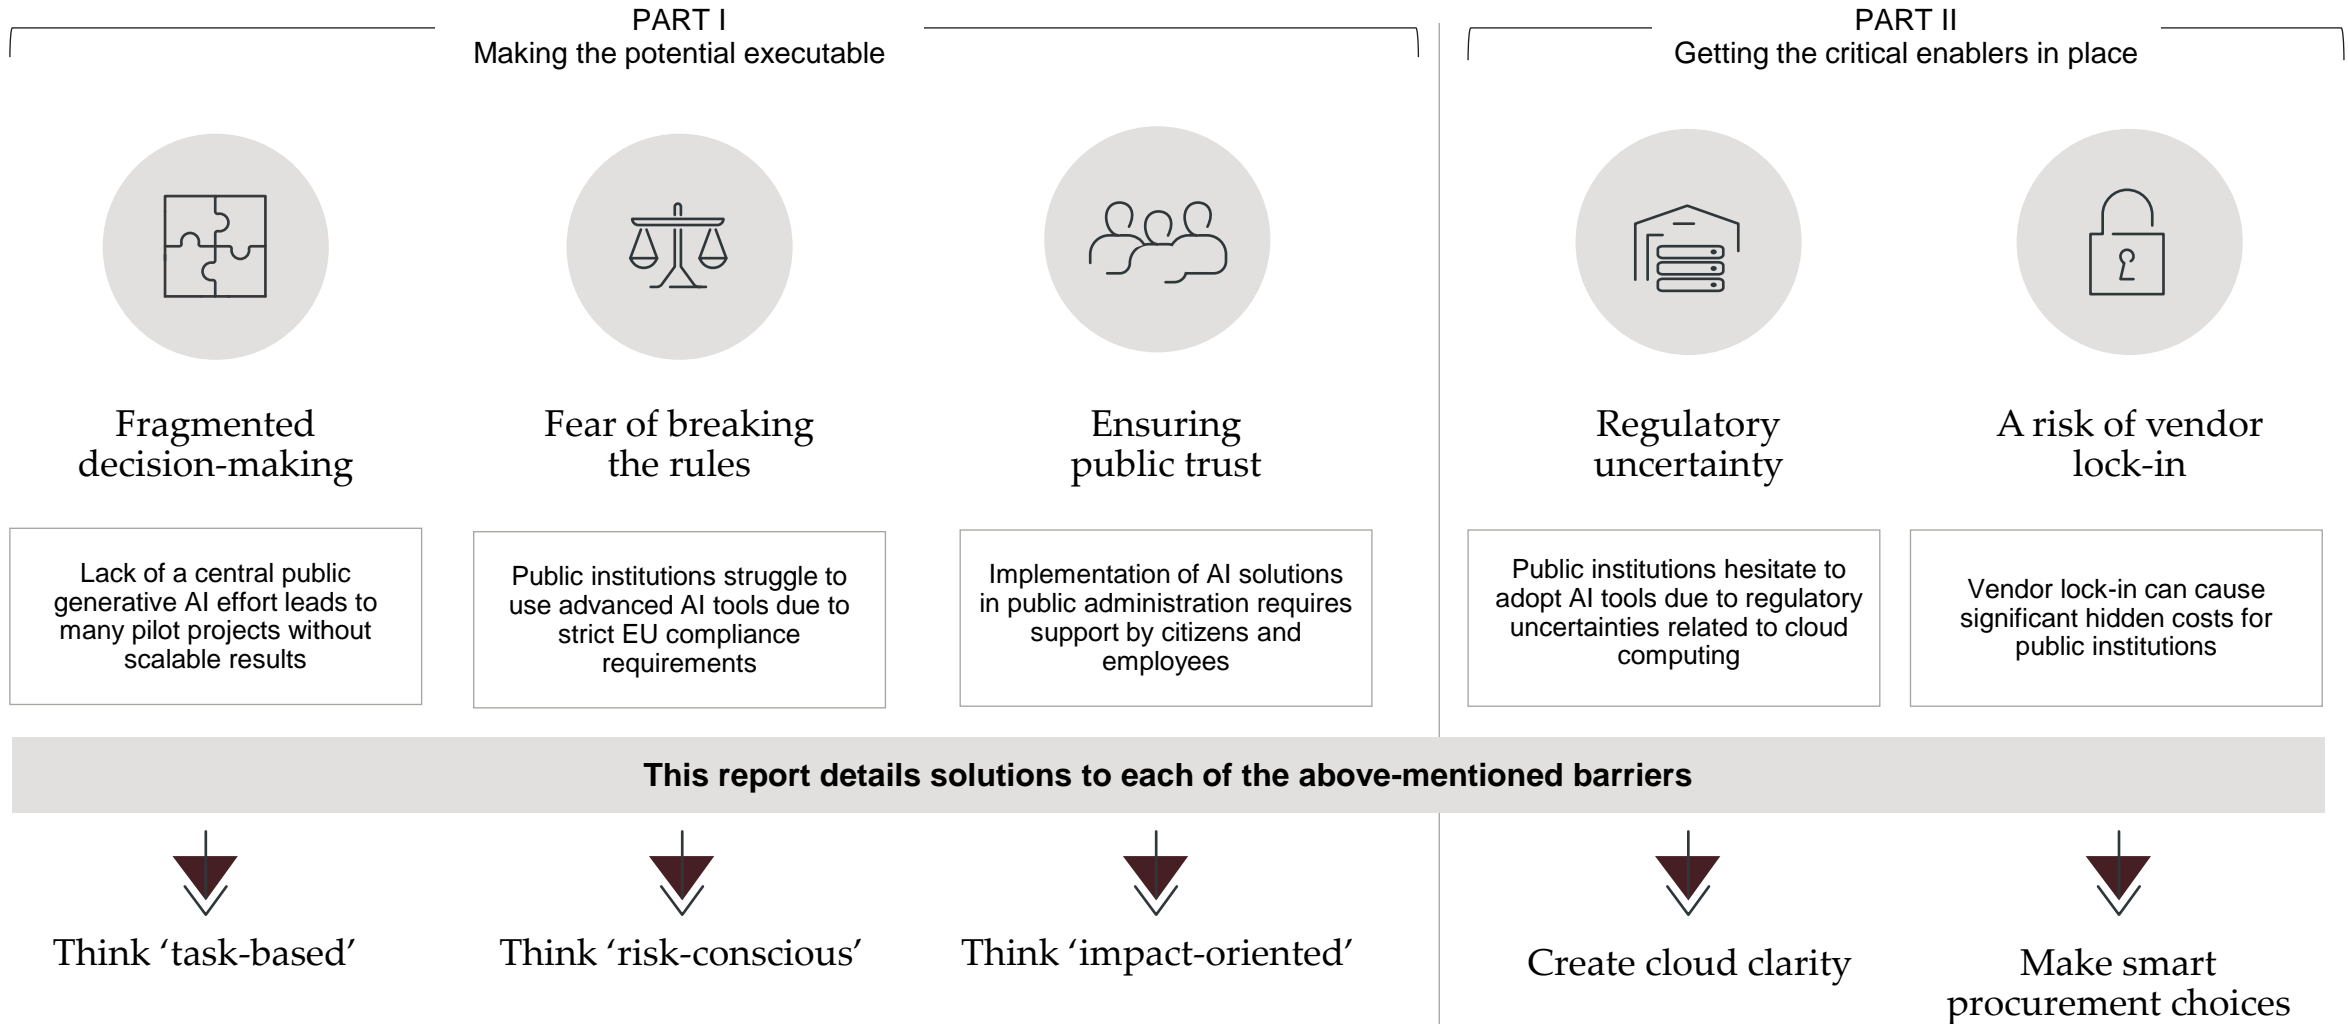 PART I
Making the potential executable
PART II
Getting the critical enablers in place
Fragmented
decision-making
Fear of breaking
the rules
Ensuring
public trust
Regulatory
uncertainty
A risk of vendor
lock-in
Lack of a central public
generative AI effort leads to
many pilot projects without
scalable results
Public institutions struggle to
use advanced AI tools due to
strict EU compliance
requirements
Implementation of AI solutions
in public administration requires
support by citizens and
employees
Public institutions hesitate to
adopt AI tools due to regulatory
uncertainties related to cloud
computing
Vendor lock-in can cause
significant hidden costs for
public institutions
This report details solutions to each of the above-mentioned barriers
Think ‘task-based’
Think ‘risk-conscious’
Think ‘impact-oriented’
Create cloud clarity
Make smart
procurement choices